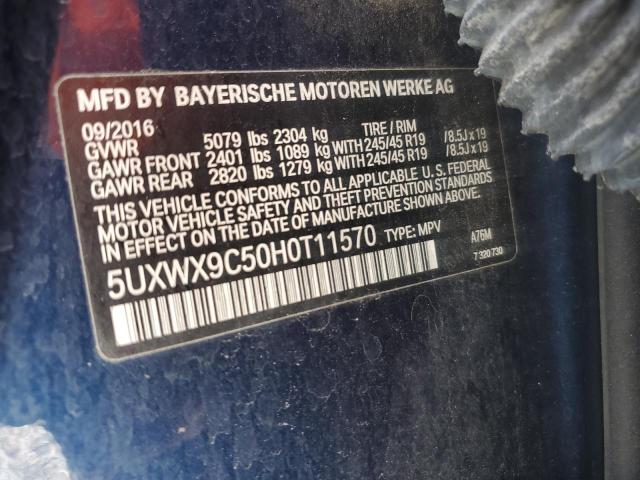 MFD BY BAYERISCHE MOTOREN WERKE AG
09/2016 TIRE / RIM
GVWR 5079 lbs 2304 kg
GAWR FRONT 2401 lbs 1089 kg WITH 245/45 R19 /8.5J x 19
GAWR REAR 2820 lbs 1279 kg WITH 245/45 R19 /8.5J x 19
THIS VEHICLE CONFORMS TO ALL APPLICABLE U.S. FEDERAL
MOTOR VEHICLE SAFETY AND THEFT PREVENTION STANDARDS
IN EFFECT ON THE DATE OF MANUFACTURE SHOWN ABOVE.
5UXWX9C50H0T11570 TYPE: MPV A76M
7 320 730